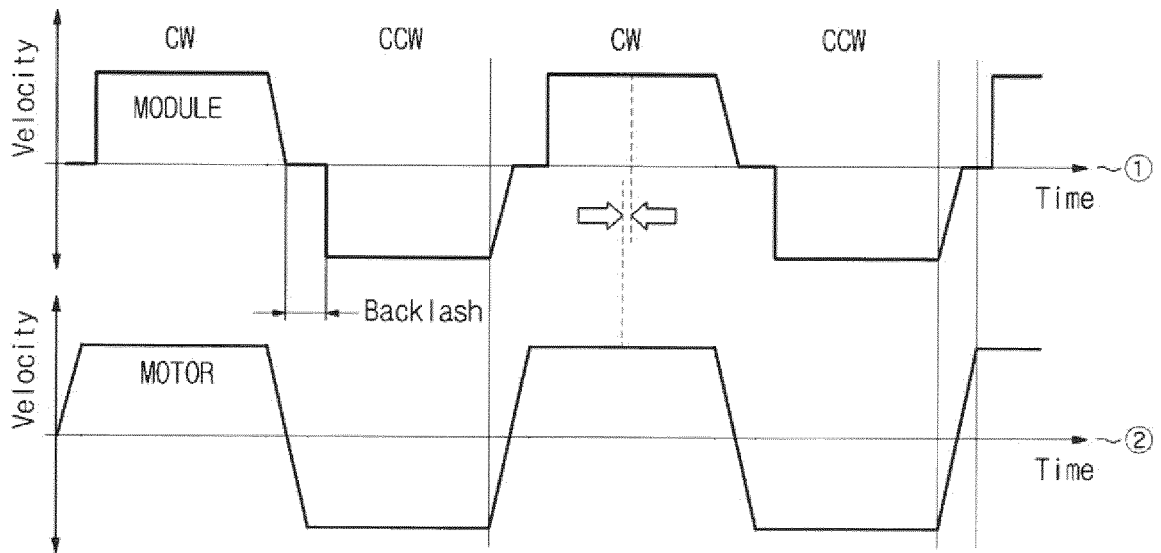 CW CCW CW CCW
Velocity
MODULE
~①
Time
Backlash
Velocity
MOTOR
~②
Time